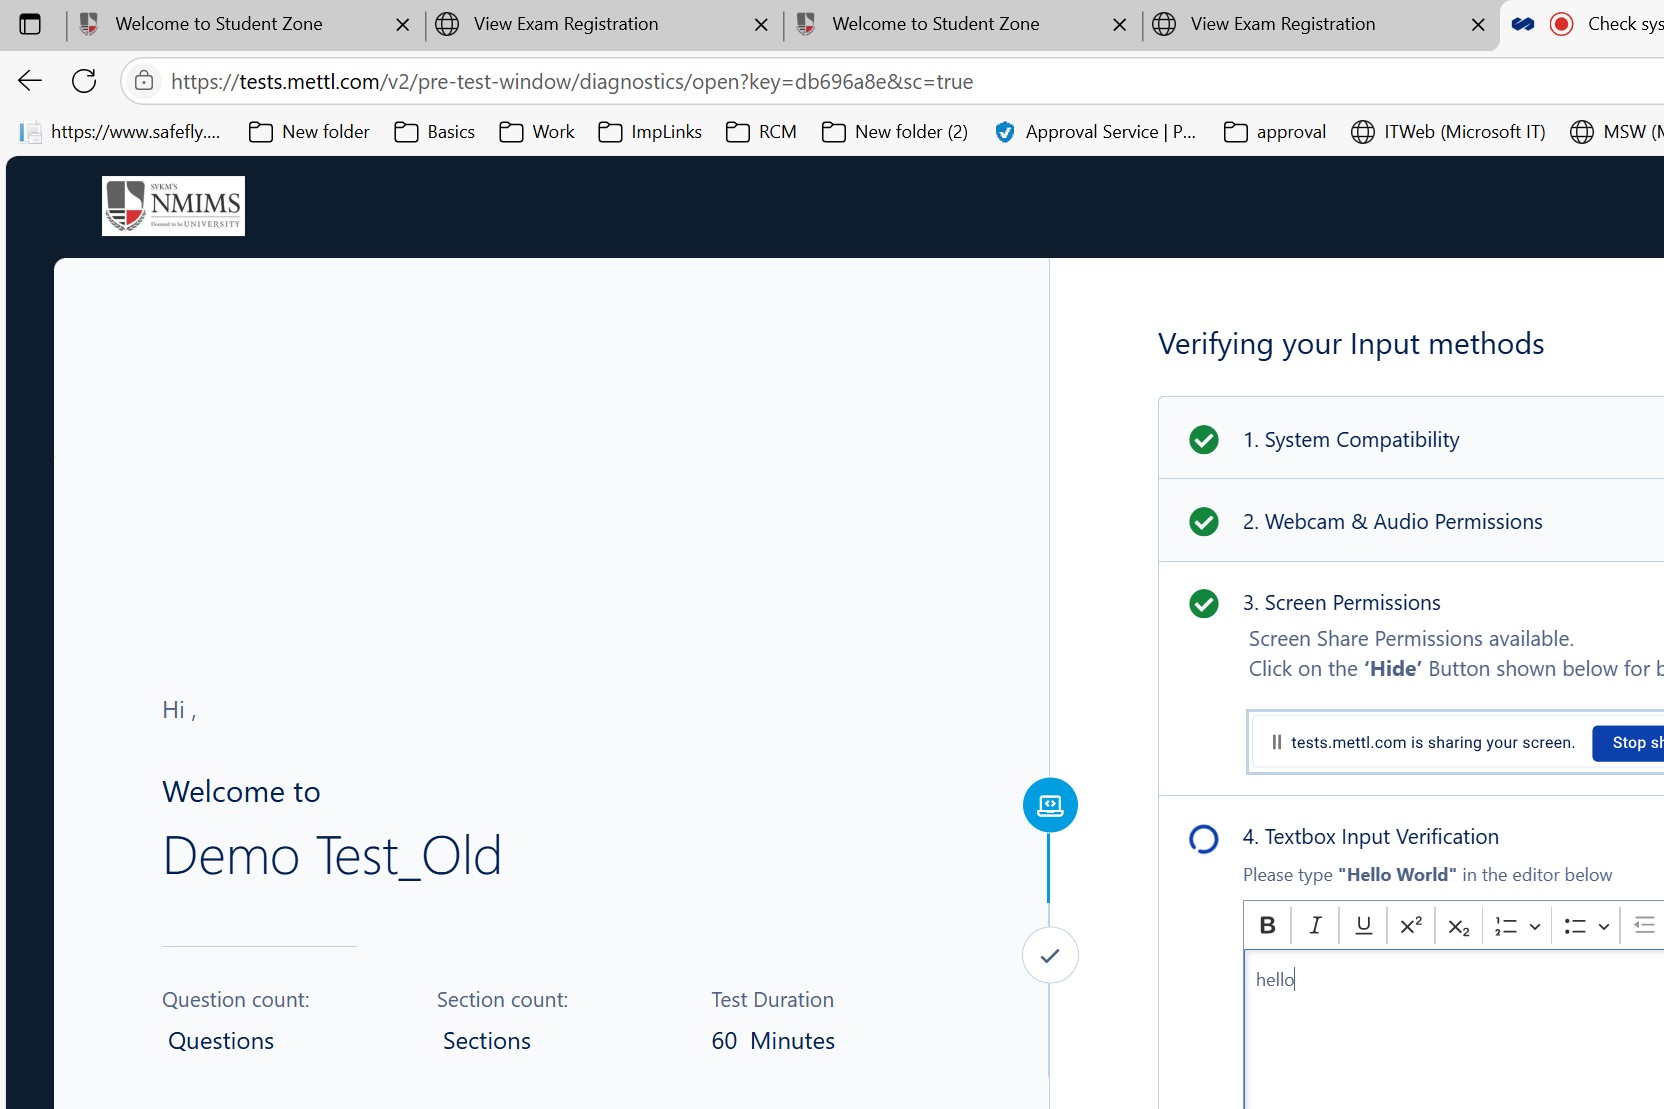 Welcome to Student Zone
View Exam Registration
Welcome to Student Zone
View Exam Registration
Check sys
https://tests.mettl.com/v2/pre-test-window/diagnostics/open?key=db696a8e&sc=true
https://www.safefly....
New folder
Basics
Work
ImpLinks
RCM
New folder (2)
Approval Service | P...
approval
ITWeb (Microsoft IT)
MSW (M
SVKM'S
NMIMS
Deemed to be UNIVERSITY
Hi ,
Welcome to
Demo Test_Old
Question count:
Questions
Section count:
Sections
Test Duration
60 Minutes
Verifying your Input methods
1. System Compatibility
2. Webcam & Audio Permissions
3. Screen Permissions
Screen Share Permissions available.
Click on the ‘Hide’ Button shown below for b
tests.mettl.com is sharing your screen.
Stop sh
4. Textbox Input Verification
Please type "Hello World" in the editor below
B I U X² X₂
hello